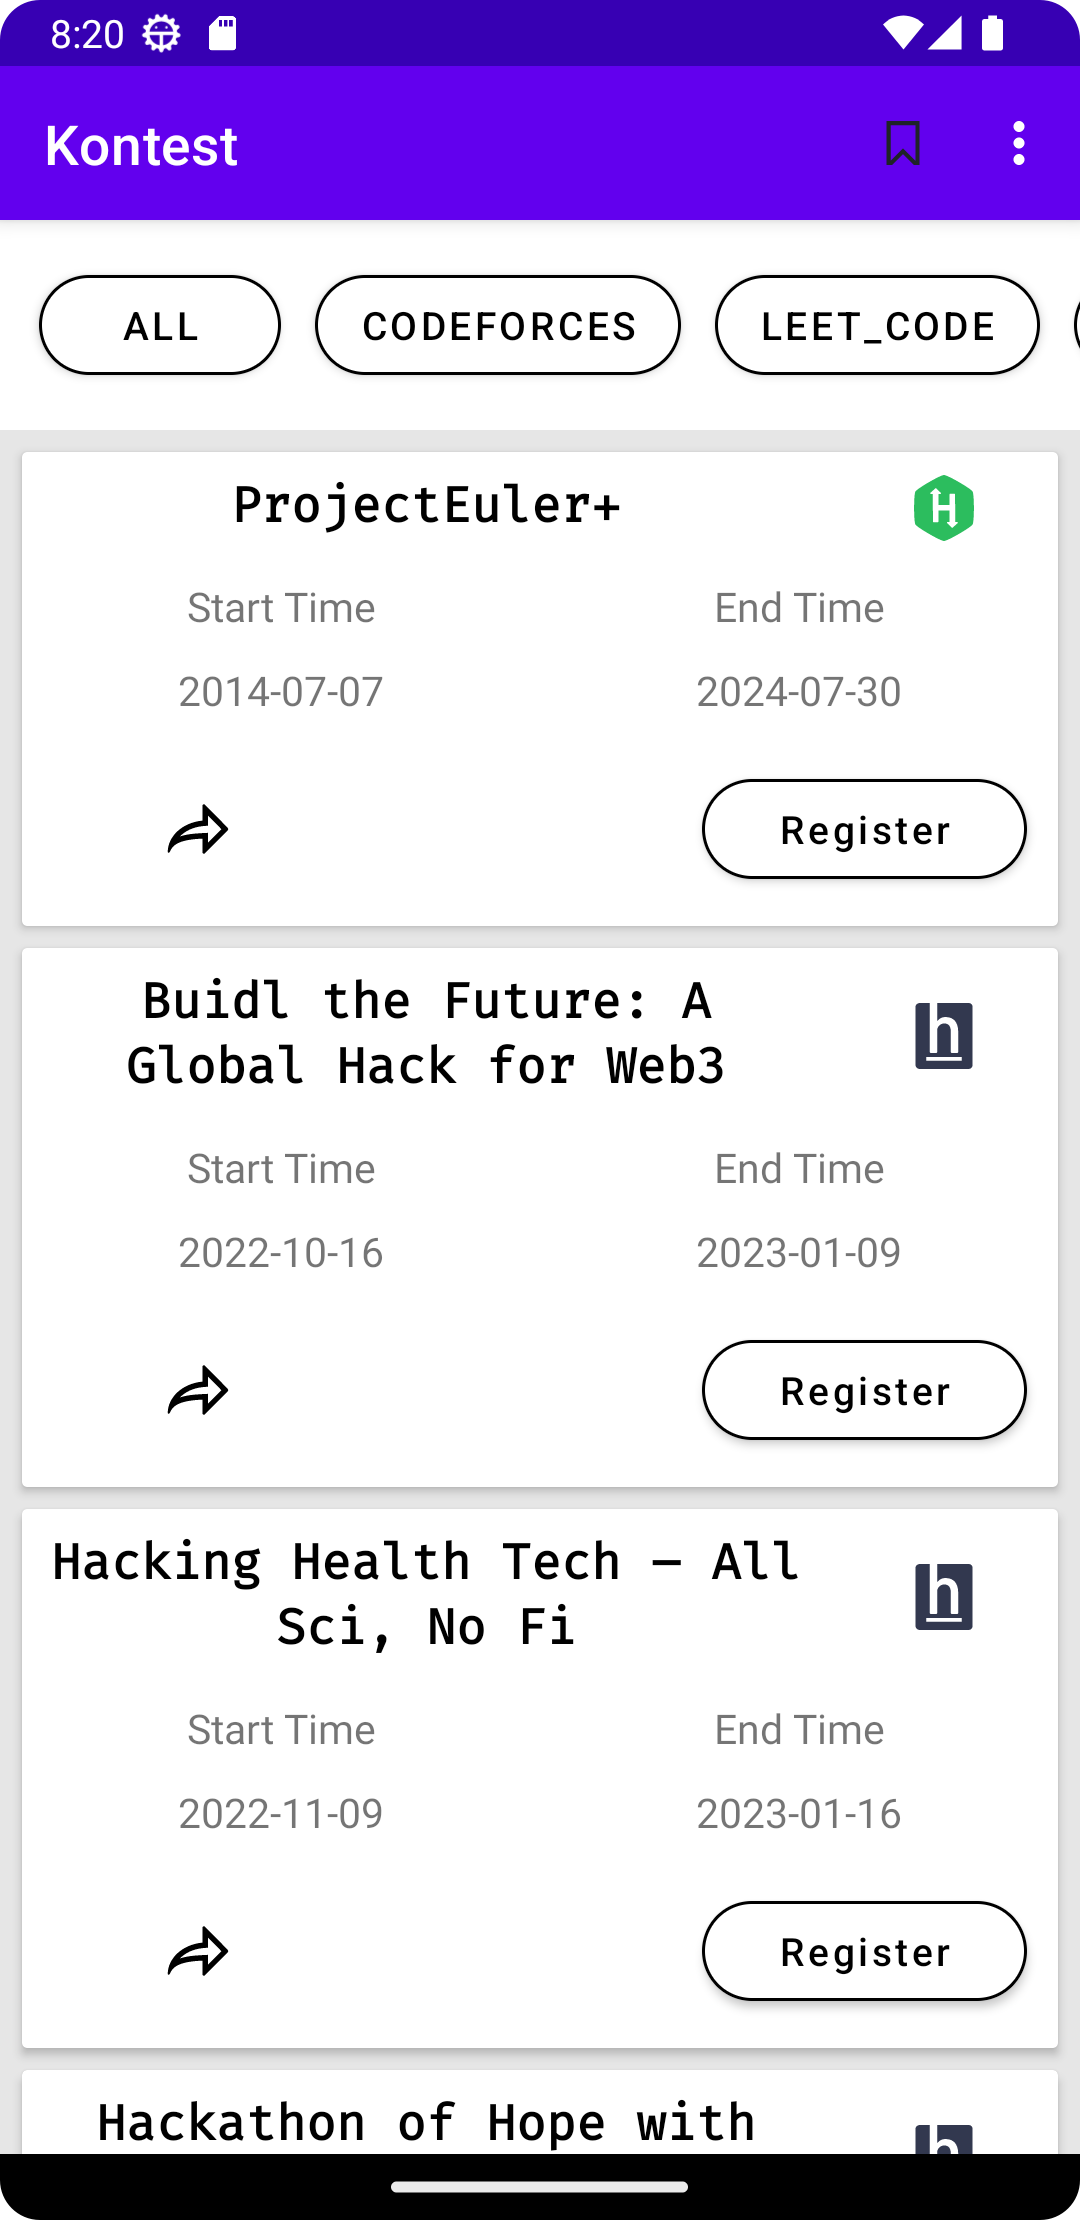 8:20
Kontest
ALL CODEFORCES LEET_CODE
ProjectEuler+
H
Start Time End Time
2014-07-07 2024-07-30
Register
Buidl the Future: A
Global Hack for Web3
h
Start Time End Time
2022-10-16 2023-01-09
Register
Hacking Health Tech – All
Sci, No Fi
h
Start Time End Time
2022-11-09 2023-01-16
Register
Hackathon of Hope with
h